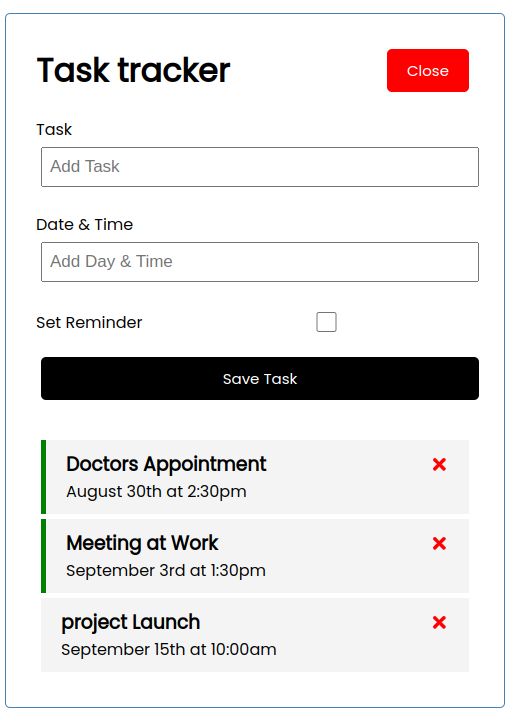 Task tracker
Close
Task
Add Task
Date & Time
Add Day & Time
Set Reminder
Save Task
Doctors Appointment
August 30th at 2:30pm
Meeting at Work
September 3rd at 1:30pm
project Launch
September 15th at 10:00am